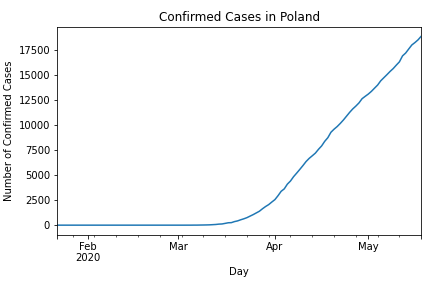 Confirmed Cases in Poland
Number of Confirmed Cases
17500
15000
12500
10000
7500
5000
2500
0
Feb Mar Apr May
2020
Day